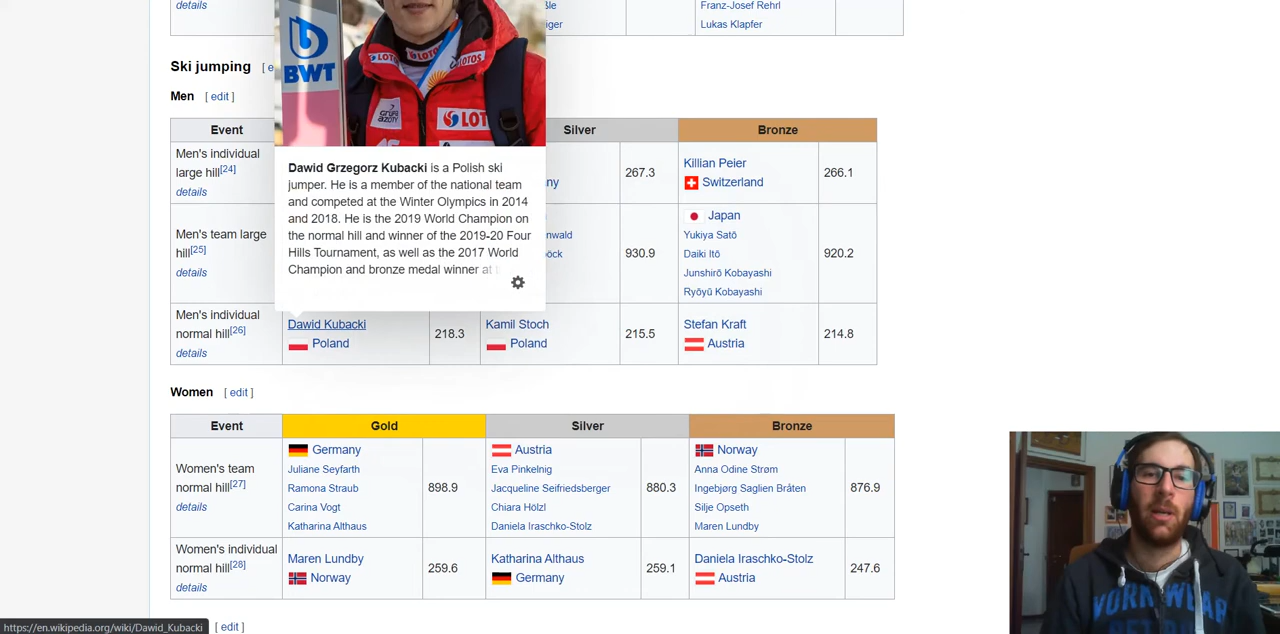 details
Franz-Josef Rehrl
Lukas Klapfer
Ski jumping
Men [ edit ]
BWT
LOTOS
LOTOS
GRUPA AZOTY
Event
Silver
Bronze
Men's individual
large hill[24]
details
267.3
Killian Peier
Switzerland
266.1
Dawid Grzegorz Kubacki is a Polish ski
jumper. He is a member of the national team
and competed at the Winter Olympics in 2014
and 2018. He is the 2019 World Champion on
the normal hill and winner of the 2019-20 Four
Hills Tournament, as well as the 2017 World
Champion and bronze medal winner at
Men's team large
hill[25]
details
930.9
Japan
Yukiya Satō
Daiki Itō
Junshirō Kobayashi
Ryōyū Kobayashi
920.2
Men's individual
normal hill[26]
details
Dawid Kubacki
Poland
218.3
Kamil Stoch
Poland
215.5
Stefan Kraft
Austria
214.8
Women [ edit ]
Event
Gold
Silver
Bronze
Women's team
normal hill[27]
details
Germany
Juliane Seyfarth
Ramona Straub
Carina Vogt
Katharina Althaus
898.9
Austria
Eva Pinkelnig
Jacqueline Seifriedsberger
Chiara Hölzl
Daniela Iraschko-Stolz
880.3
Norway
Anna Odine Strøm
Ingebjørg Saglien Bråten
Silje Opseth
Maren Lundby
876.9
Women's individual
normal hill[28]
details
Maren Lundby
Norway
259.6
Katharina Althaus
Germany
259.1
Daniela Iraschko-Stolz
Austria
247.6
https://en.wikipedia.org/wiki/Dawid_Kubacki
[ edit ]
WORK WEAR